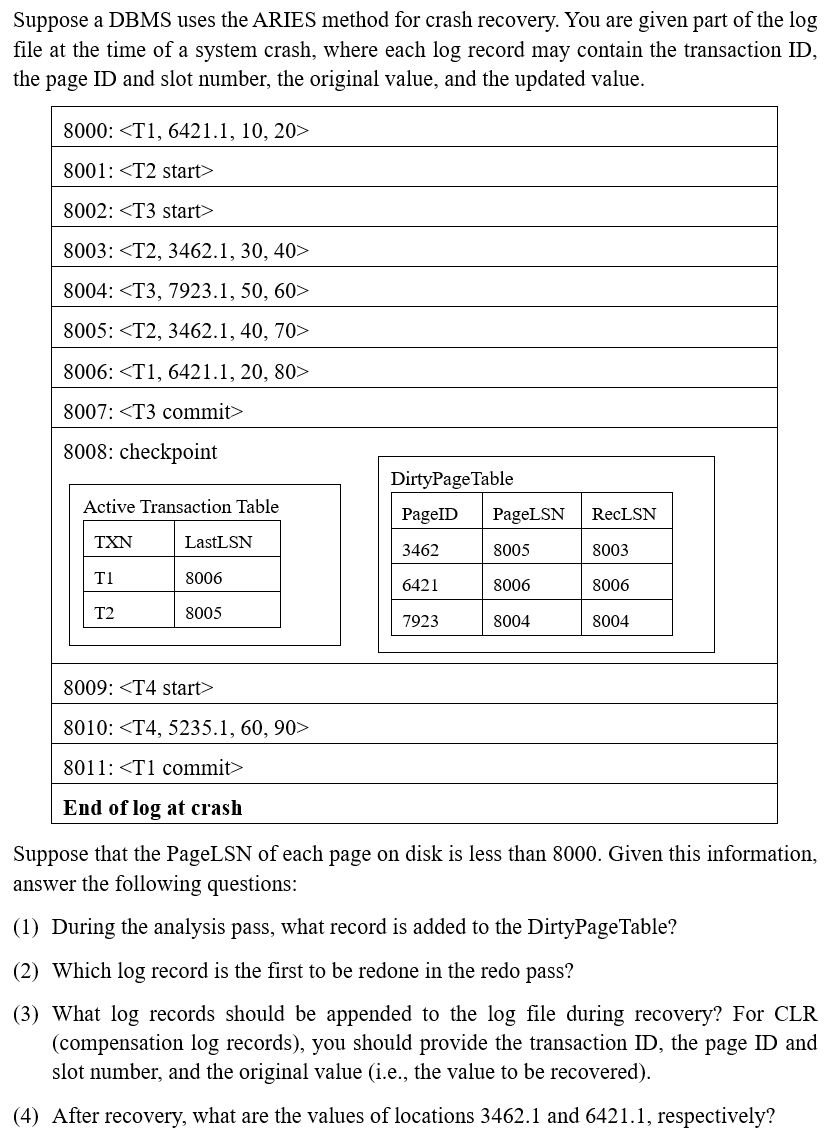 Suppose a DBMS uses the ARIES method for crash recovery. You are given part of the log
file at the time of a system crash, where each log record may contain the transaction ID,
the page ID and slot number, the original value, and the updated value.
8000: <T1, 6421.1, 10, 20>
8001: <T2 start>
8002: <T3 start>
8003: <T2, 3462.1, 30, 40>
8004: <T3, 7923.1, 50, 60>
8005: <T2, 3462.1, 40, 70>
8006: <T1, 6421.1, 20, 80>
8007: <T3 commit>
8008: checkpoint
Active Transaction Table
TXN LastLSN
T1 8006
T2 8005
DirtyPageTable
PageID PageLSN RecLSN
3462 8005 8003
6421 8006 8006
7923 8004 8004
8009: <T4 start>
8010: <T4, 5235.1, 60, 90>
8011: <T1 commit>
End of log at crash
Suppose that the PageLSN of each page on disk is less than 8000. Given this information,
answer the following questions:
(1) During the analysis pass, what record is added to the DirtyPageTable?
(2) Which log record is the first to be redone in the redo pass?
(3) What log records should be appended to the log file during recovery? For CLR
(compensation log records), you should provide the transaction ID, the page ID and
slot number, and the original value (i.e., the value to be recovered).
(4) After recovery, what are the values of locations 3462.1 and 6421.1, respectively?